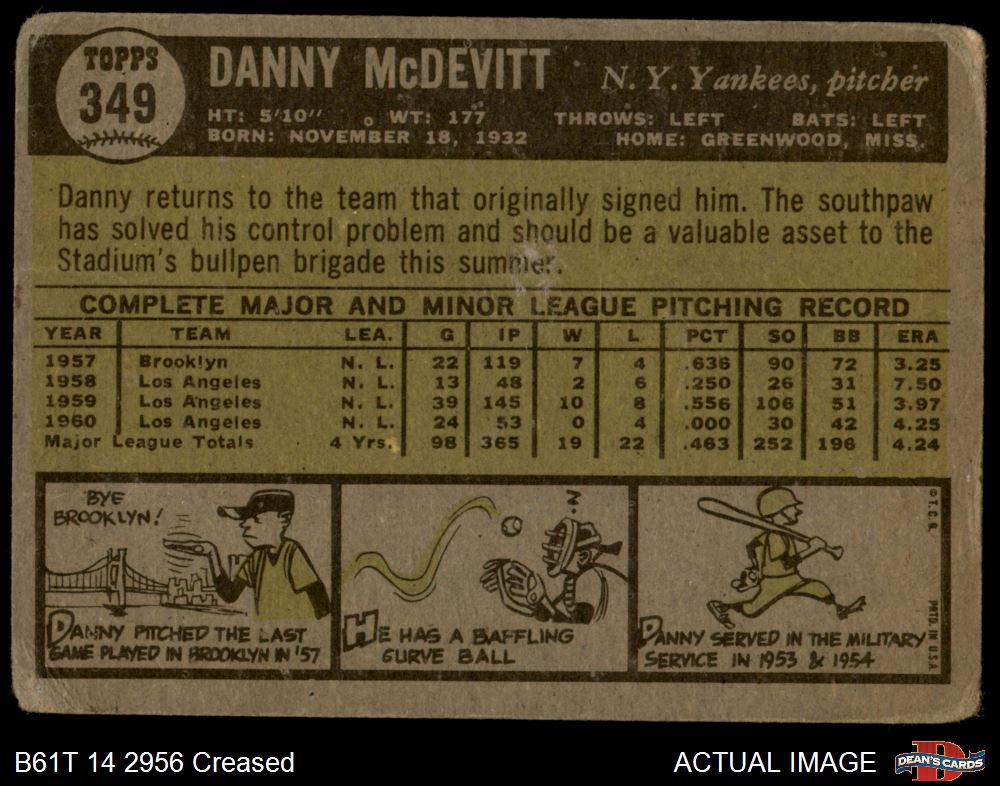 TOPPS
349
DANNY McDEVITT
N. Y. Yankees, pitcher
HT: 5'10" WT: 177 THROWS: LEFT BATS: LEFT
BORN: NOVEMBER 18, 1932 HOME: GREENWOOD, MISS.
Danny returns to the team that originally signed him. The southpaw
has solved his control problem and should be a valuable asset to the
Stadium's bullpen brigade this summer.
COMPLETE MAJOR AND MINOR LEAGUE PITCHING RECORD
YEAR TEAM LEA. G IP W L PCT SO BB ERA
1957 Brooklyn N. L. 22 119 7 4 .636 90 72 3.25
1958 Los Angeles N. L. 13 48 2 6 .250 26 31 7.50
1959 Los Angeles N. L. 39 145 10 8 .556 106 51 3.97
1960 Los Angeles N. L. 24 53 0 4 .000 30 42 4.25
Major League Totals 4 Yrs. 98 365 19 22 .463 252 196 4.24
BYE
BROOKLYN!
DANNY PITCHED THE LAST
GAME PLAYED IN BROOKLYN IN '57
HE HAS A BAFFLING
CURVE BALL
DANNY SERVED IN THE MILITARY
SERVICE IN 1953 & 1954
© T. C. G.
PRTD. IN U.S.A.
B61T 14 2956 Creased
ACTUAL IMAGE
DEAN'S CARDS